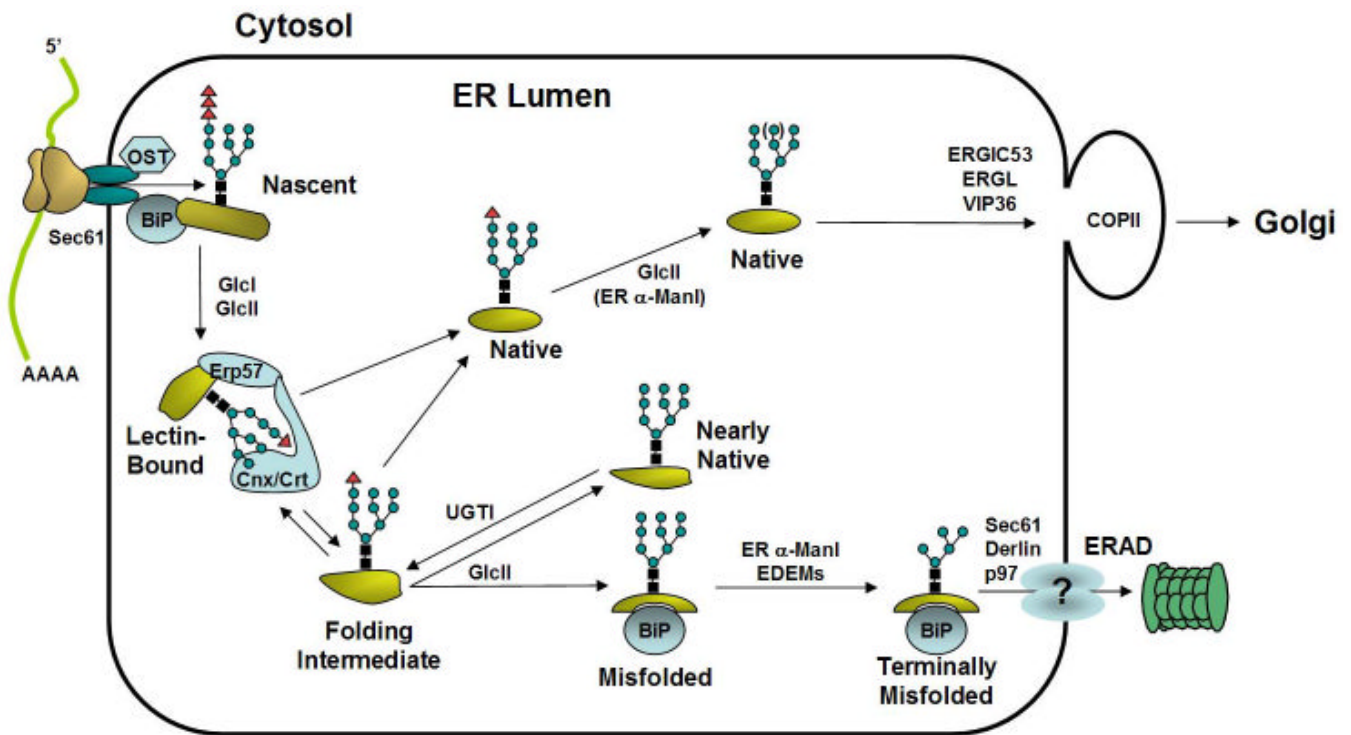 Cytosol
5’
ER Lumen
OST
Nascent
BiP
Sec61
GlcI
GlcII
AAAA
Erp57
Lectin-
Bound
Cnx/Crt
Native
GlcII
(ER α-ManI)
( )
Native
ERGIC53
ERGL
VIP36
COPII
Golgi
Nearly
Native
UGTI
GlcII
Folding
Intermediate
BiP
Misfolded
ER α-ManI
EDEMs
BiP
Terminally
Misfolded
Sec61
Derlin
p97
?
ERAD